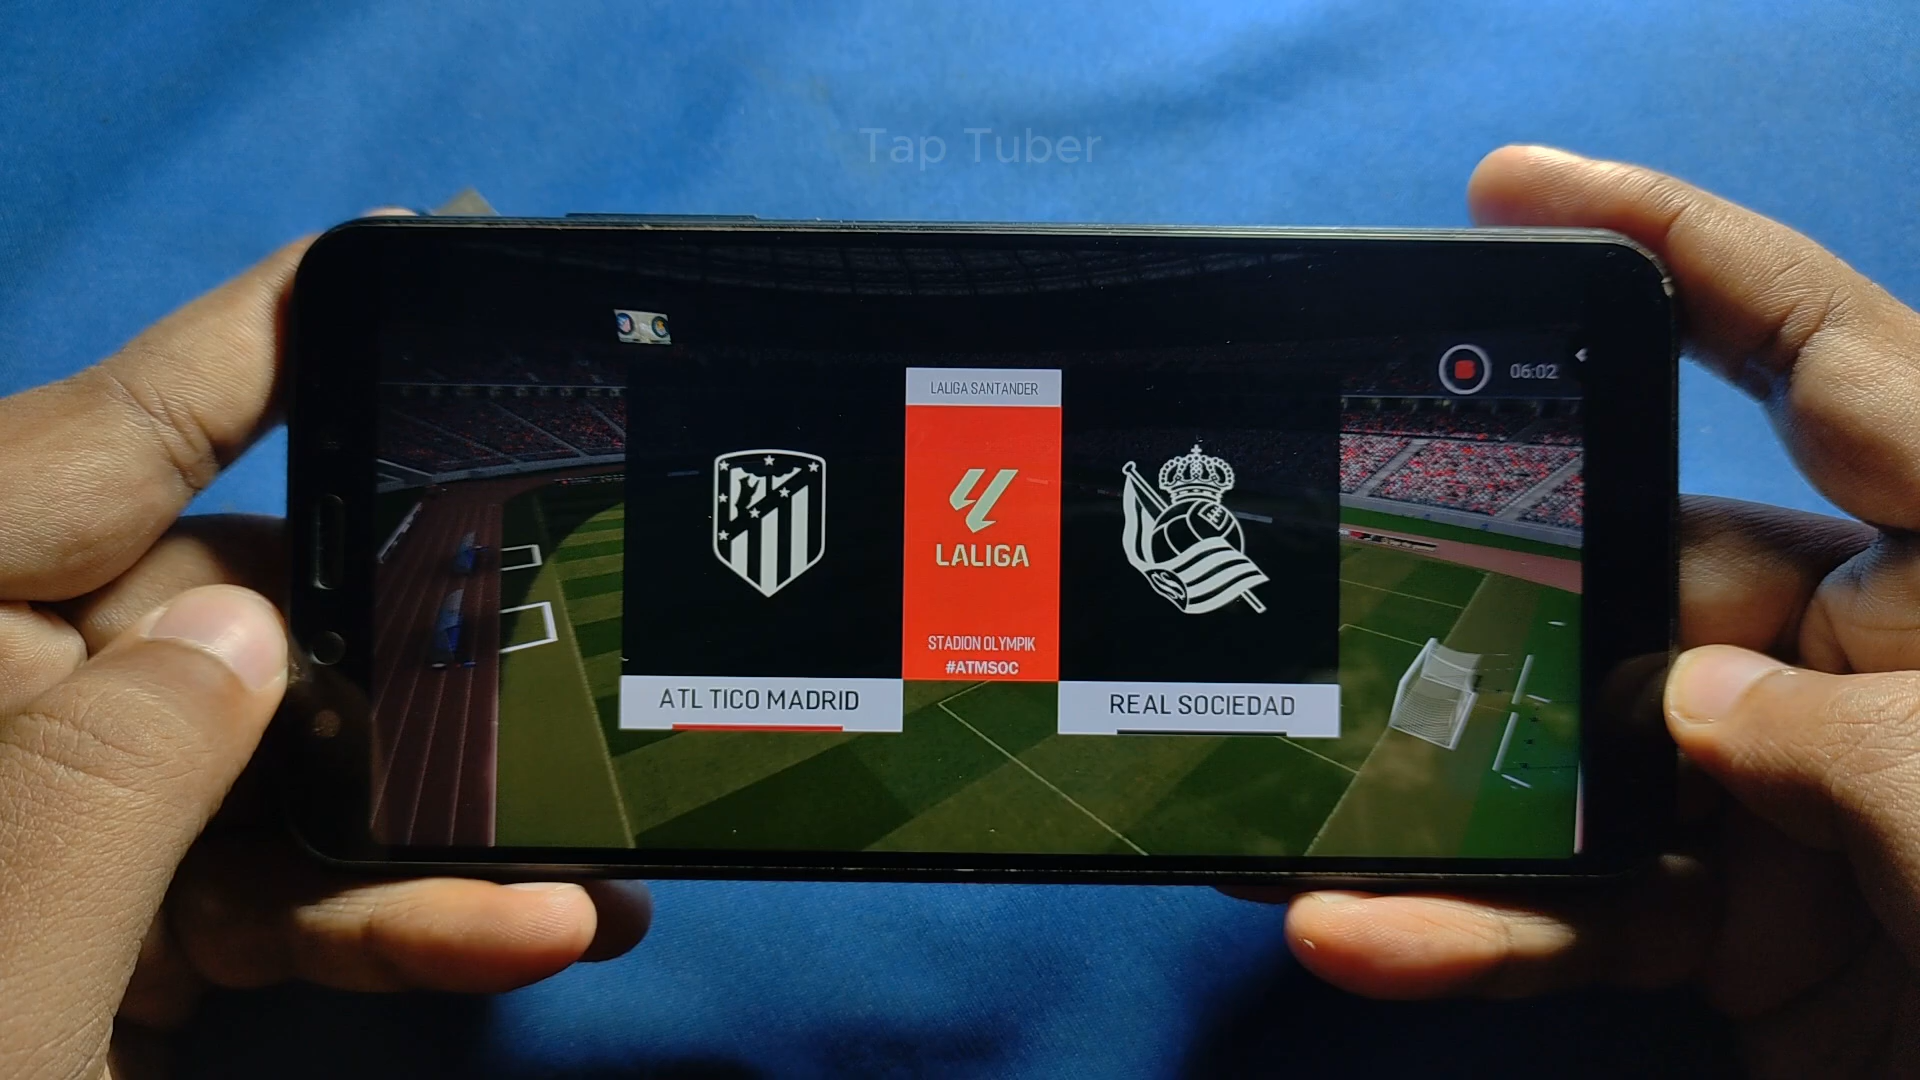 Tap Tuber
06:02
LALIGA SANTANDER
LALIGA
STADION OLYMPIK
#ATMSOC
ATL TICO MADRID
REAL SOCIEDAD